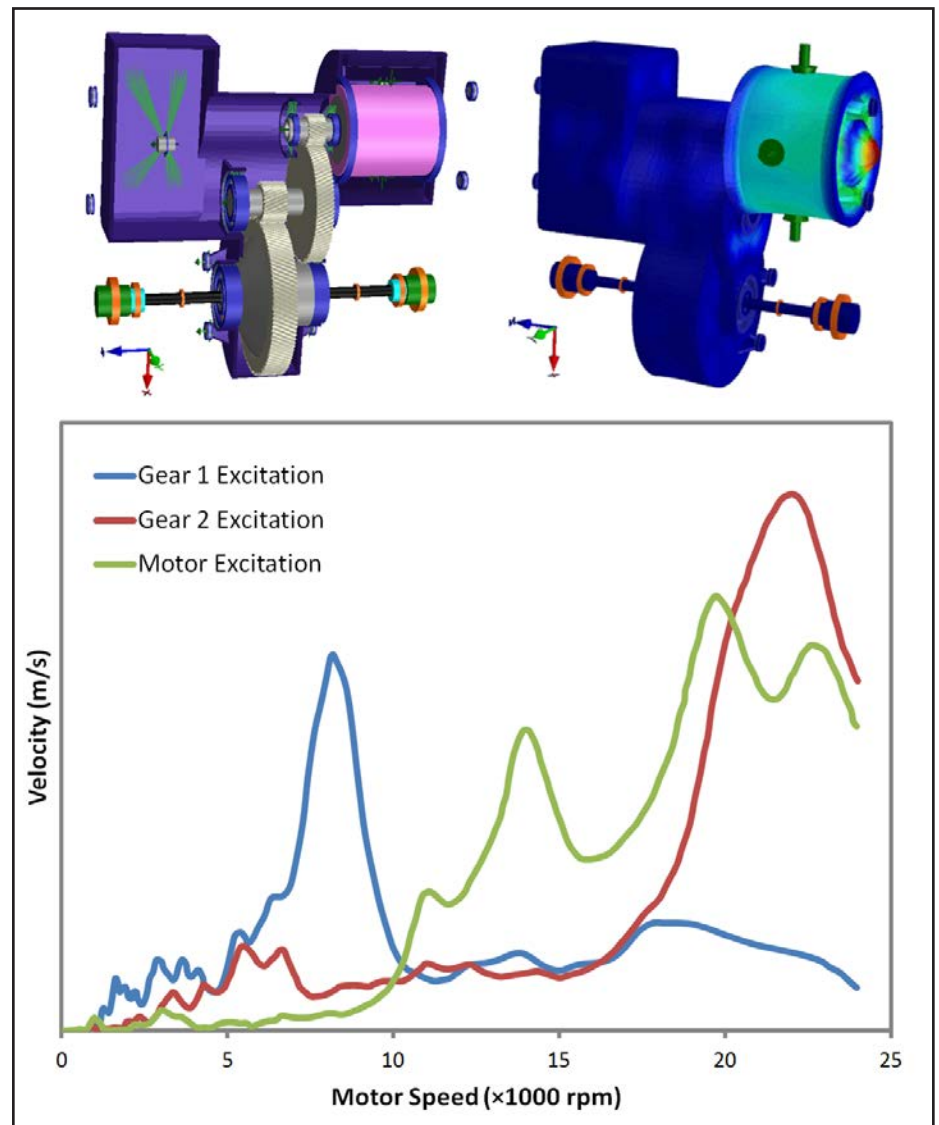 Gear 1 Excitation
Gear 2 Excitation
Motor Excitation
Velocity (m/s)
0
5
10
15
20
25
Motor Speed (×1000 rpm)